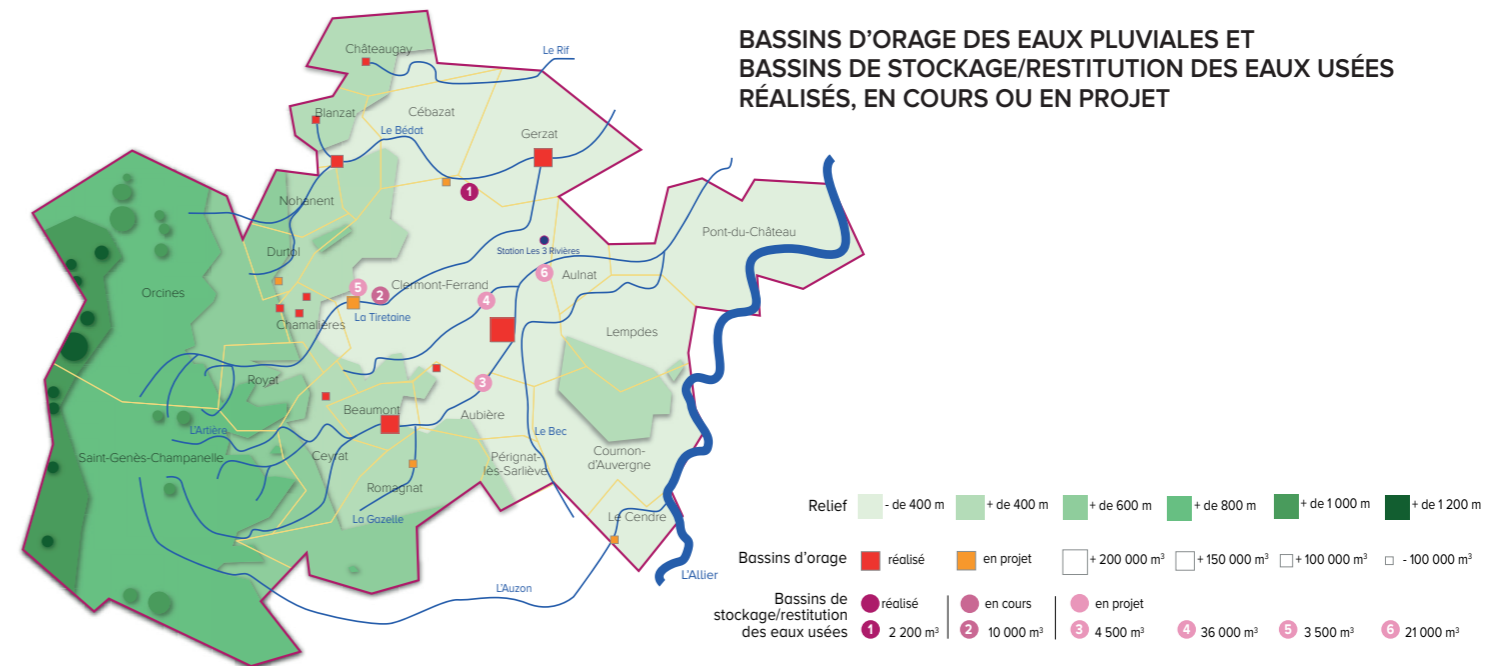 BASSINS D'ORAGE DES EAUX PLUVIALES ET
BASSINS DE STOCKAGE/RESTITUTION DES EAUX USÉES
RÉALISÉS, EN COURS OU EN PROJET
Châteaugay
Le Rif
Blanzat
Cébazat
Le Bédat
Gerzat
1
Nohanent
Durtol
Station Les 3 Rivières
Pont-du-Château
Orcines
5
2
Clermont-Ferrand
4
6
Aulnat
La Tiretaine
Chamalières
Lempdes
Royat
3
Beaumont
Aubière
L'Artière
Le Bec
Saint-Genès-Champanelle
Ceyrat
Pérignat-
lès-Sarliève
Cournon-
d'Auvergne
Romagnat
La Gazelle
Le Cendre
L'Allier
L'Auzon
Relief - de 400 m + de 400 m + de 600 m + de 800 m + de 1 000 m + de 1 200 m
Bassins d'orage réalisé en projet + 200 000 m³ + 150 000 m³ + 100 000 m³ - 100 000 m³
Bassins de
stockage/restitution
des eaux usées
réalisé en cours en projet
1 2 200 m³ 2 10 000 m³ 3 4 500 m³ 4 36 000 m³ 5 3 500 m³ 6 21 000 m³